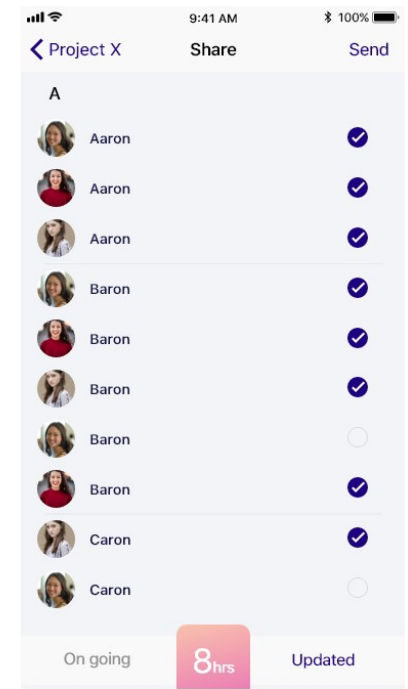 9:41 AM 100%
Project X Share Send
A
Aaron
Aaron
Aaron
Baron
Baron
Baron
Baron
Baron
Caron
Caron
On going 8hrs Updated